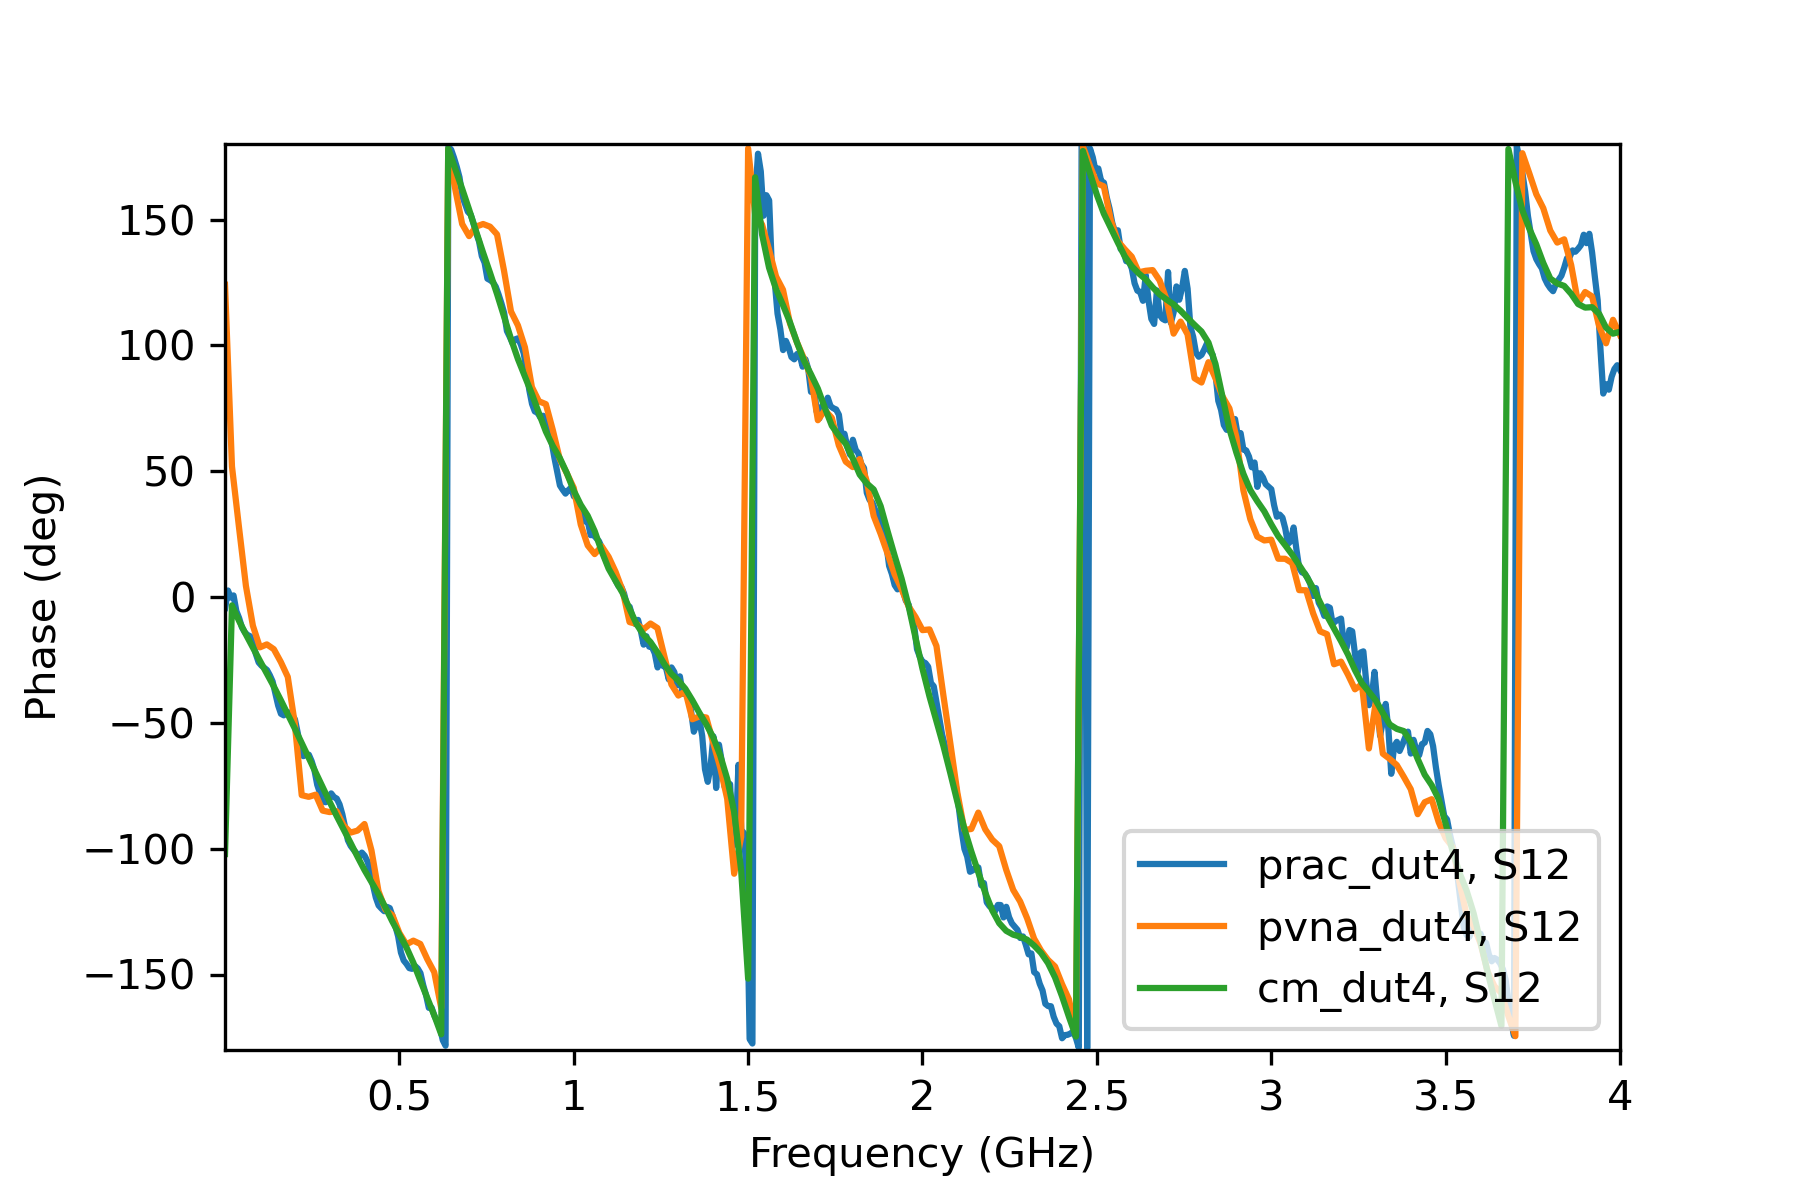 150
100
50
0
−50
−100
−150
Phase (deg)
prac_dut4, S12
pvna_dut4, S12
cm_dut4, S12
0.5 1 1.5 2 2.5 3 3.5 4
Frequency (GHz)